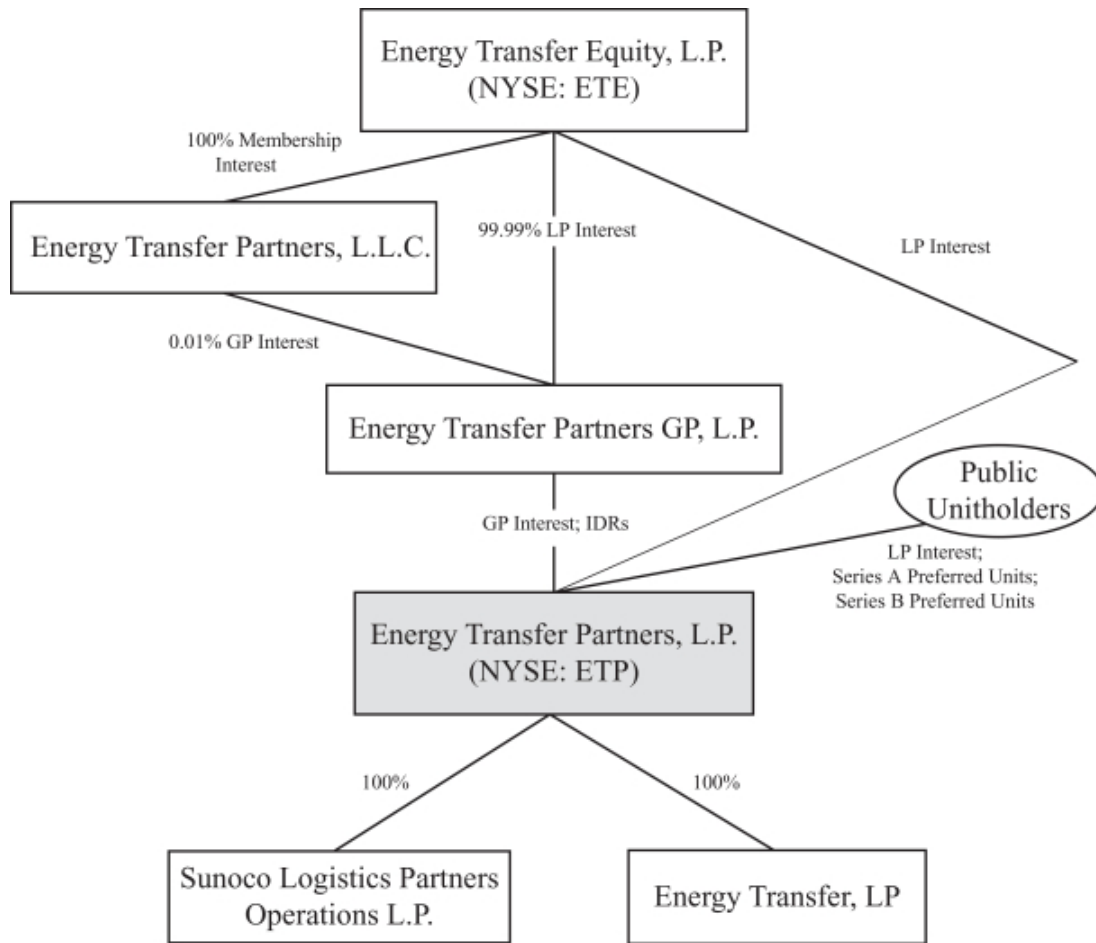 Energy Transfer Equity, L.P.
(NYSE: ETE)
100% Membership
Interest
Energy Transfer Partners, L.L.C.
99.99% LP Interest
LP Interest
0.01% GP Interest
Energy Transfer Partners GP, L.P.
Public
Unitholders
GP Interest; IDRs
LP Interest;
Series A Preferred Units;
Series B Preferred Units
Energy Transfer Partners, L.P.
(NYSE: ETP)
100%
100%
Sunoco Logistics Partners
Operations L.P.
Energy Transfer, LP